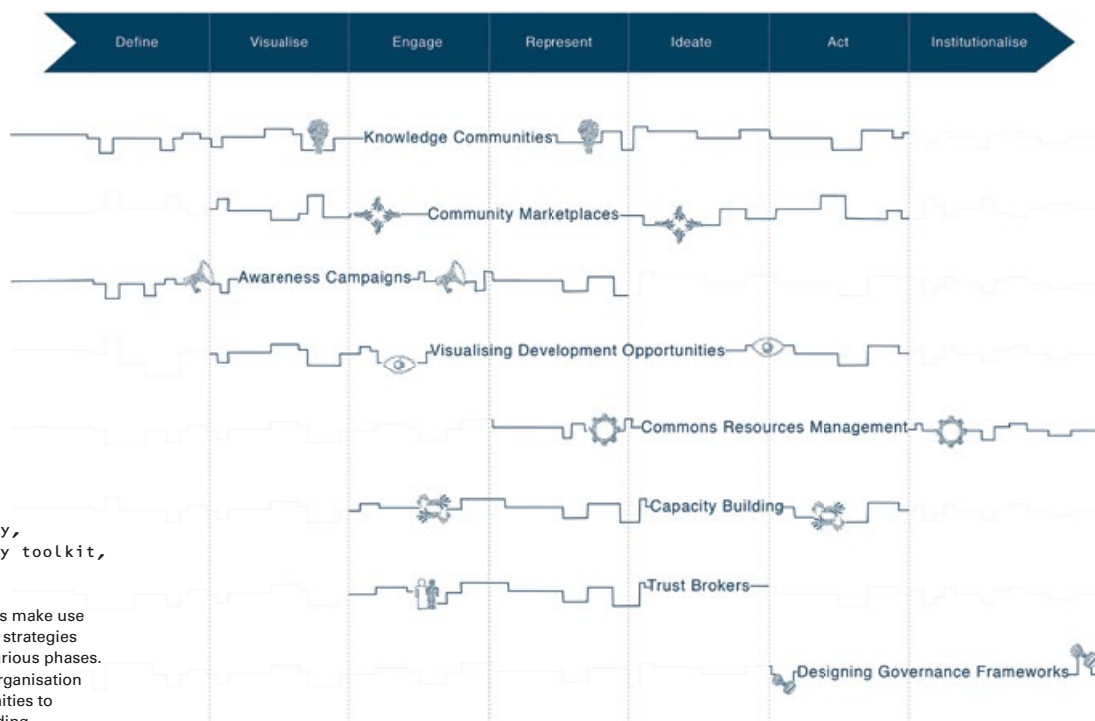 Define Visualise Engage Represent Ideate Act Institutionalise
Knowledge Communities
Community Marketplaces
Awareness Campaigns
Visualising Development Opportunities
Commons Resources Management
Capacity Building
Trust Brokers
Designing Governance Frameworks
y,
y toolkit,
s make use
strategies
rious phases.
rganisation
nities to